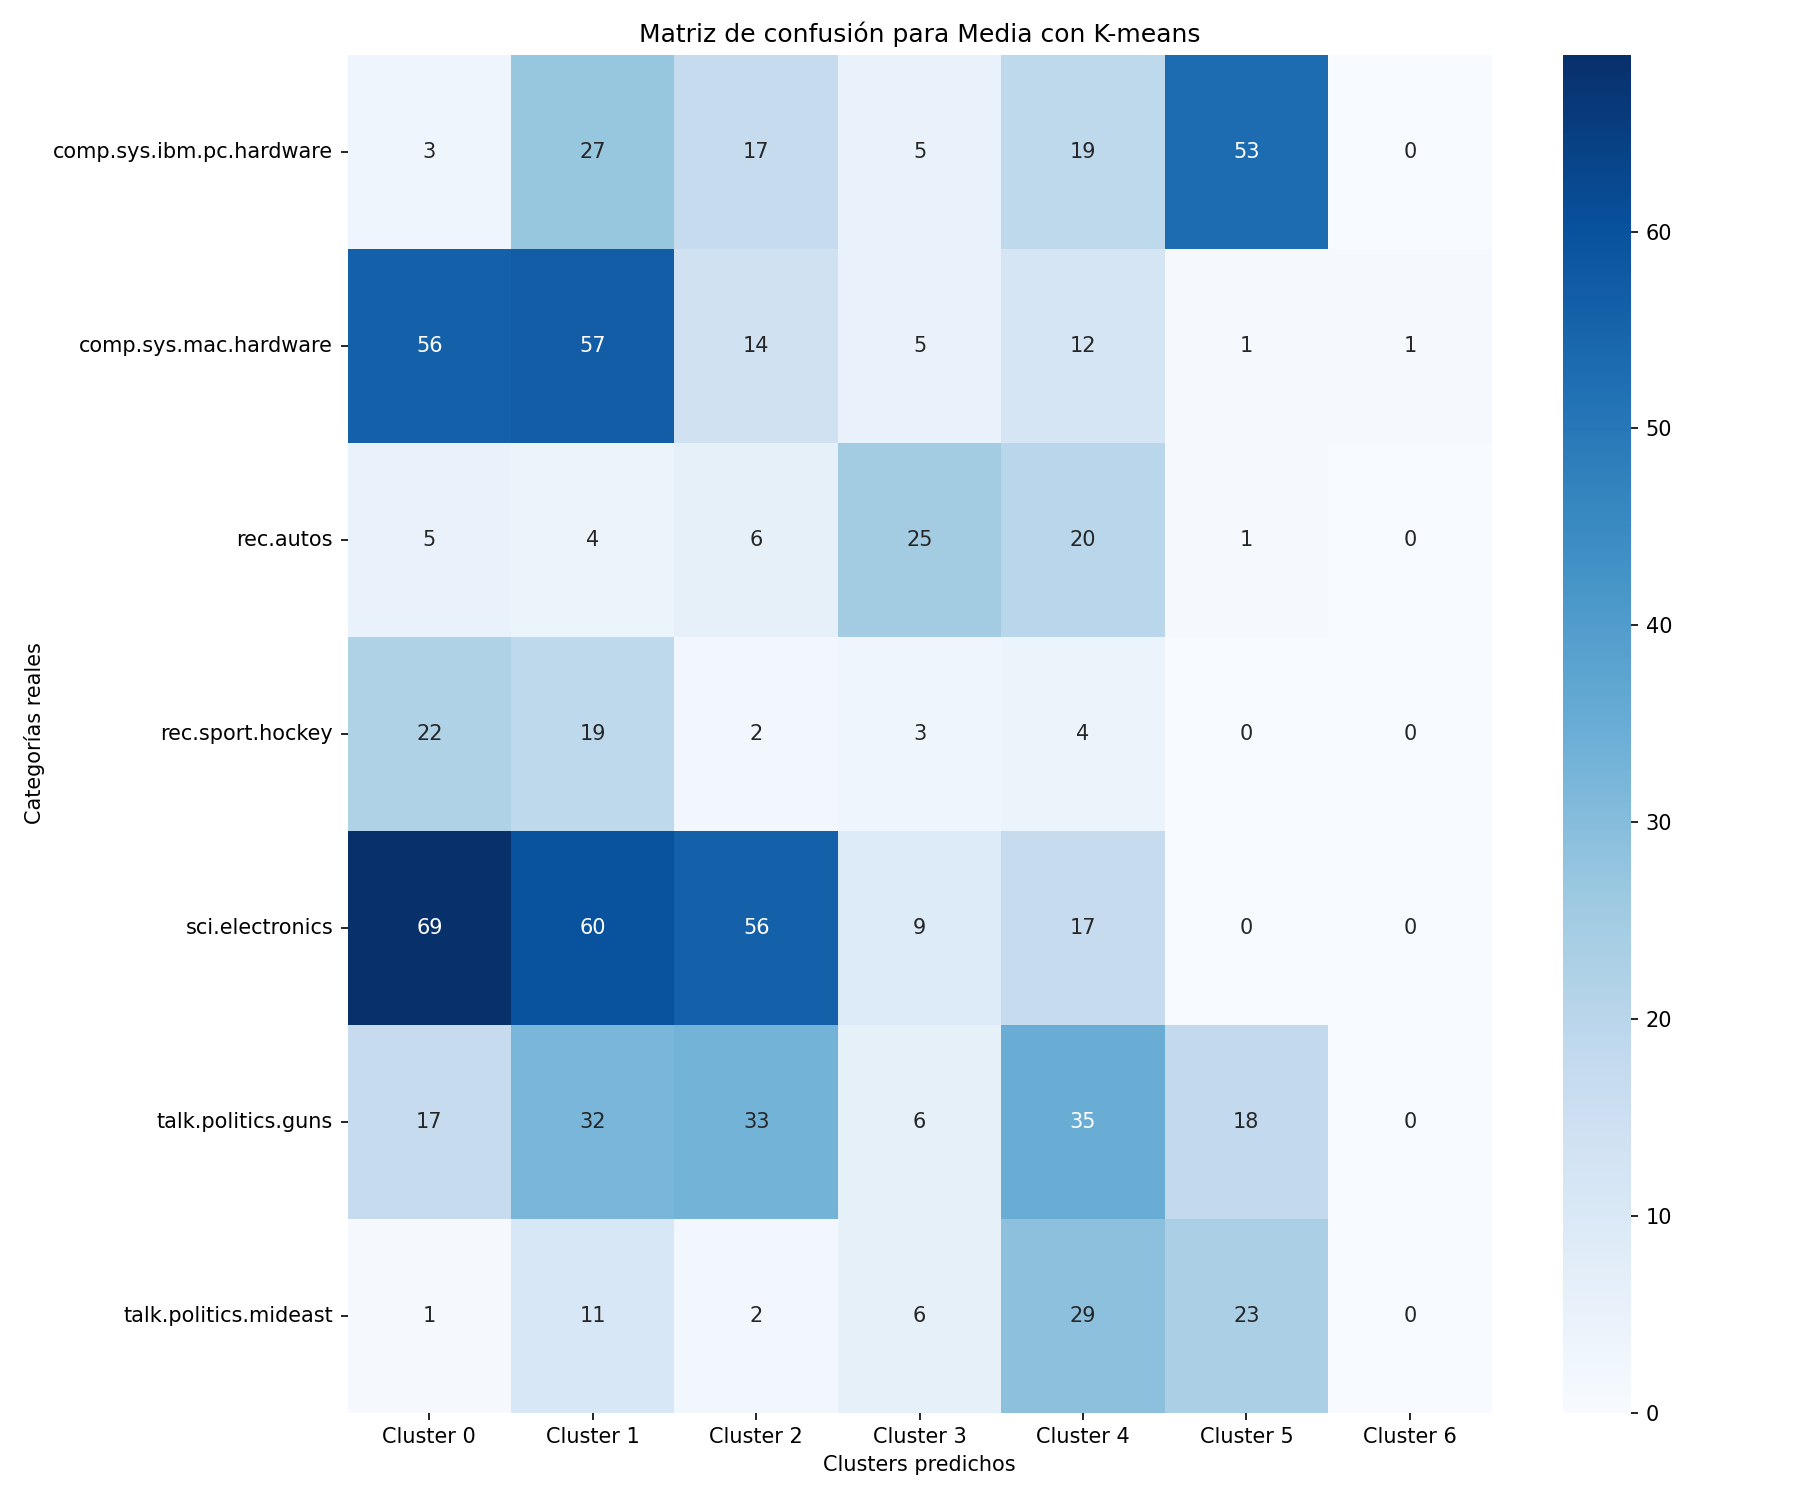 Matriz de confusión para Media con K-means
comp.sys.ibm.pc.hardware 3 27 17 5 19 53 0
comp.sys.mac.hardware 56 57 14 5 12 1 1
rec.autos 5 4 6 25 20 1 0
rec.sport.hockey 22 19 2 3 4 0 0
sci.electronics 69 60 56 9 17 0 0
talk.politics.guns 17 32 33 6 35 18 0
talk.politics.mideast 1 11 2 6 29 23 0
Cluster 0 Cluster 1 Cluster 2 Cluster 3 Cluster 4 Cluster 5 Cluster 6
Clusters predichos
Categorías reales
60
50
40
30
20
10
0